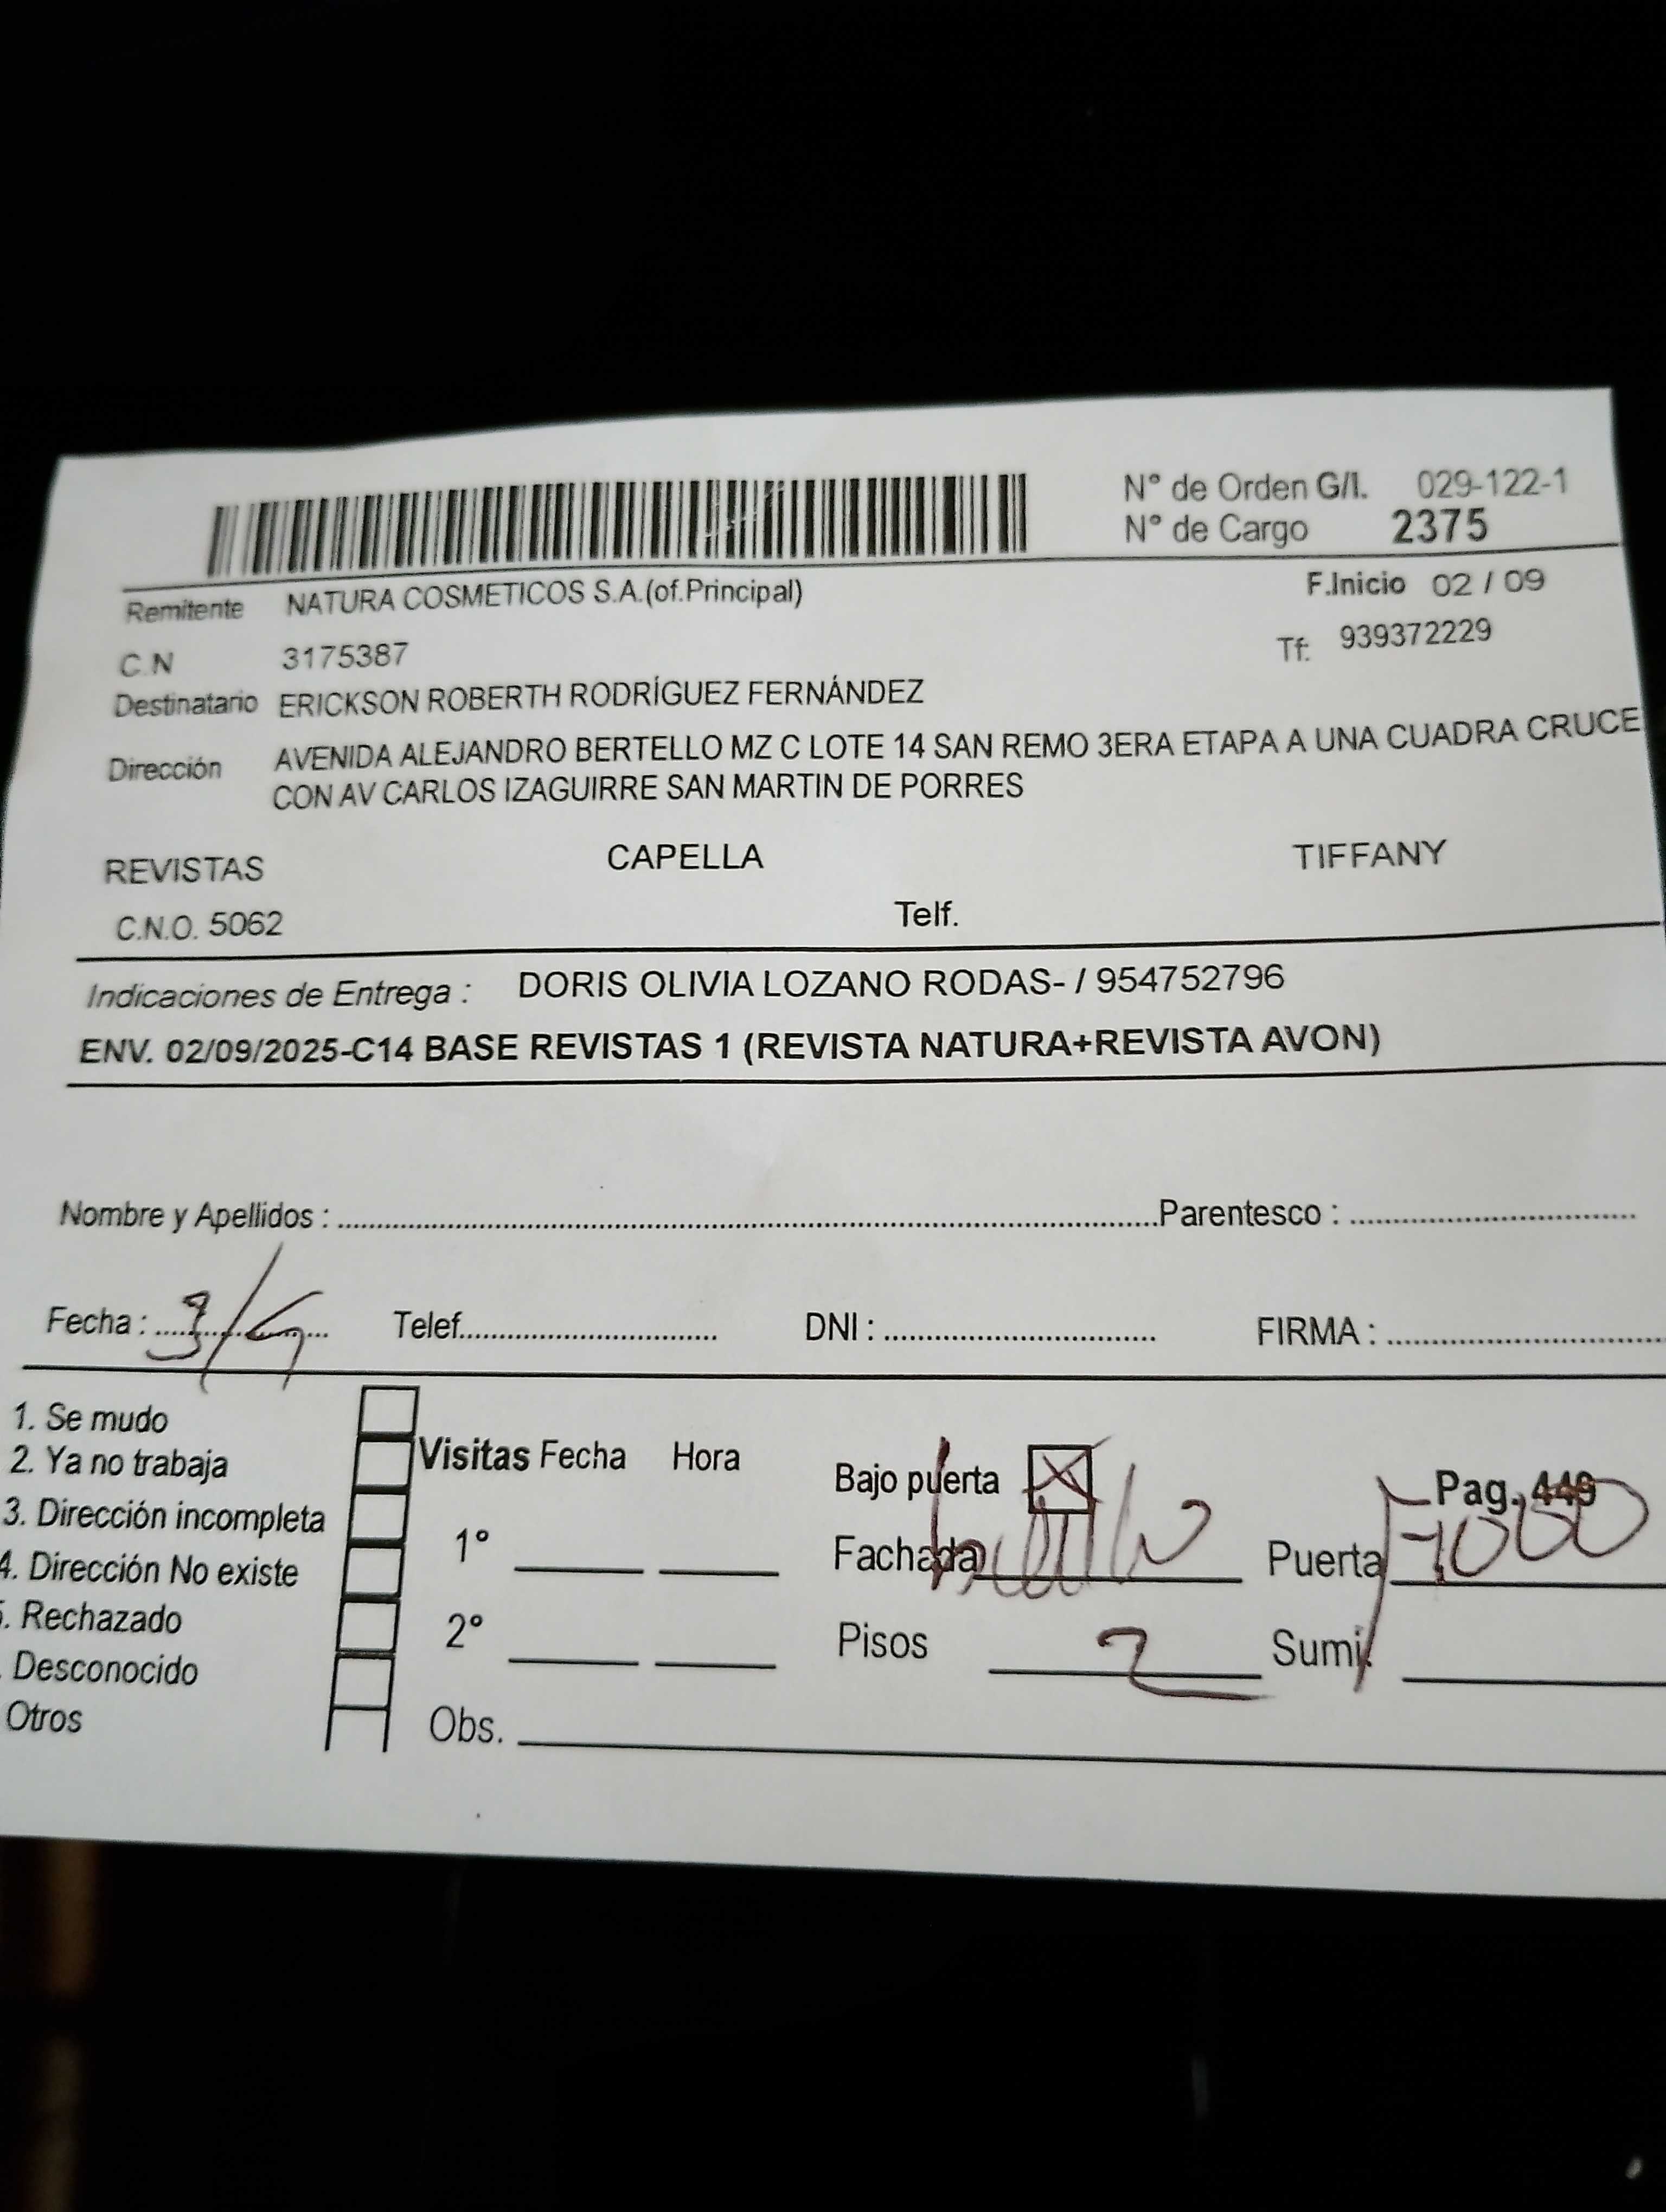 N° de Orden G/I. 029-122-1
N° de Cargo 2375
Remitente NATURA COSMETICOS S.A.(of.Principal) F.Inicio 02 / 09
C.N 3175387 Tf: 939372229
Destinatario ERICKSON ROBERTH RODRÍGUEZ FERNÁNDEZ
Dirección AVENIDA ALEJANDRO BERTELLO MZ C LOTE 14 SAN REMO 3ERA ETAPA A UNA CUADRA CRUCE
CON AV CARLOS IZAGUIRRE SAN MARTIN DE PORRES
REVISTAS CAPELLA TIFFANY
C.N.O. 5062 Telf.
Indicaciones de Entrega : DORIS OLIVIA LOZANO RODAS- / 954752796
ENV. 02/09/2025-C14 BASE REVISTAS 1 (REVISTA NATURA+REVISTA AVON)
Nombre y Apellidos : Parentesco :
Fecha : 3/9 Telef. DNI : FIRMA :
1. Se mudo
2. Ya no trabaja Visitas Fecha Hora Bajo puerta X Pag. 449
3. Dirección incompleta 1° Fachada Puerta
4. Dirección No existe
. Rechazado 2° Pisos 2 Sumi.
. Desconocido
Otros Obs.